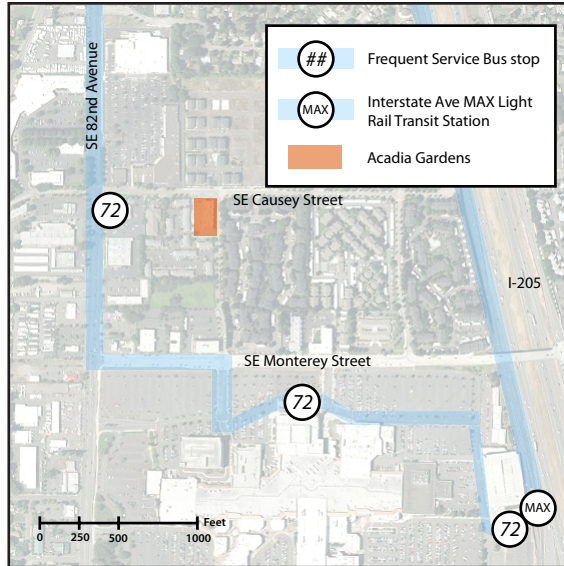 ##
Frequent Service Bus stop
MAX
Interstate Ave MAX Light
Rail Transit Station
Acadia Gardens
SE 82nd Avenue
SE Causey Street
72
I-205
SE Monterey Street
72
MAX
72
Feet
0 250 500 1000